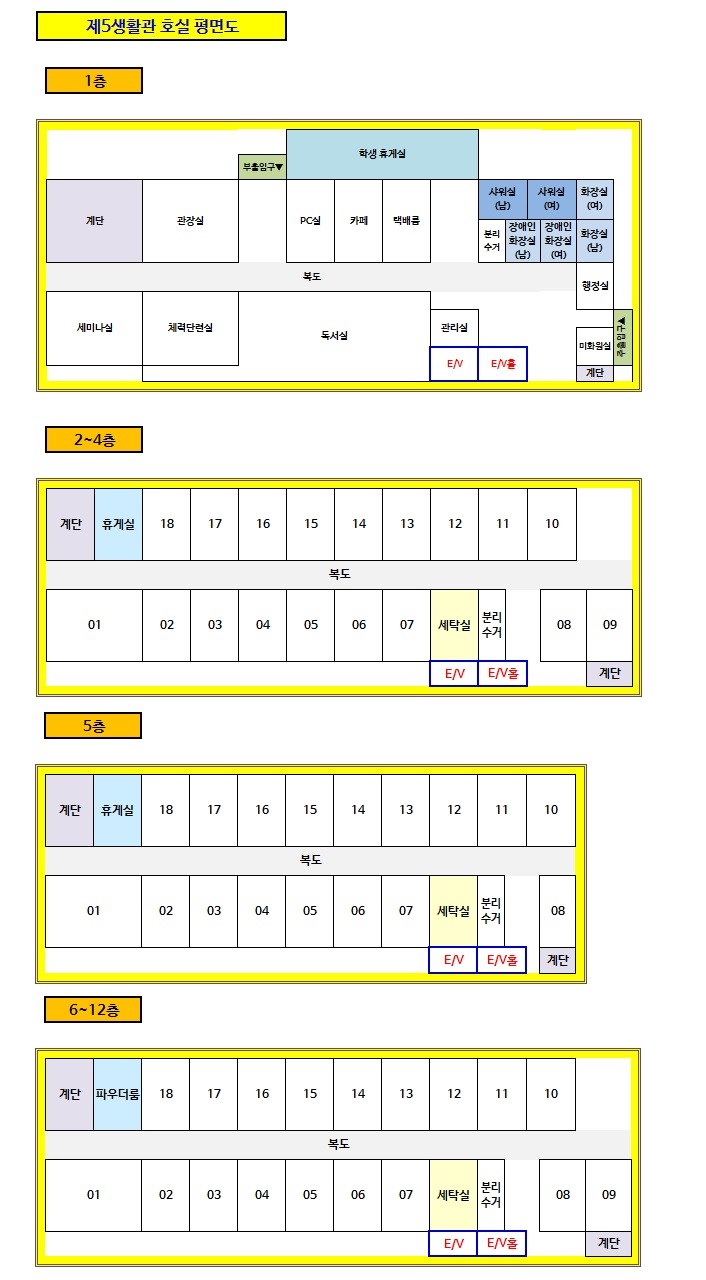 제5생활관 호실 평면도
1층
학생 휴게실
부출입구▼
계단
관장실
PC실
카페
택배룸
샤워실
(남)
샤워실
(여)
화장실
(여)
분리
수거
장애인
화장실
(남)
장애인
화장실
(여)
화장실
(남)
복도
행정실
세미나실
체력단련실
독서실
관리실
E/V
E/V홀
미화원실
계단
주출입구▲
2~4층
계단 휴게실 18 17 16 15 14 13 12 11 10
복도
01 02 03 04 05 06 07 세탁실 분리 08 09
수거
E/V E/V홀 계단
5층
계단 휴게실 18 17 16 15 14 13 12 11 10
복도
01 02 03 04 05 06 07 세탁실 분리 08
수거
E/V E/V홀 계단
6~12층
계단 파우더룸 18 17 16 15 14 13 12 11 10
복도
01 02 03 04 05 06 07 세탁실 분리 08 09
수거
E/V E/V홀 계단